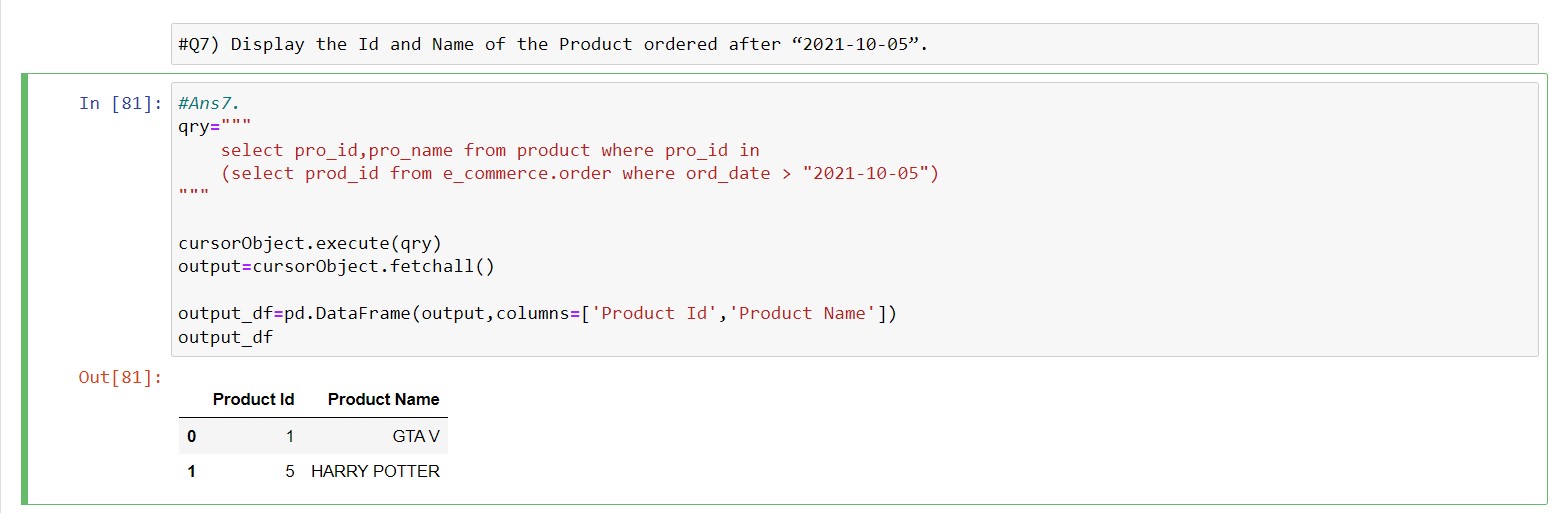 #Q7) Display the Id and Name of the Product ordered after “2021-10-05”.
In [81]: #Ans7.
qry="""
    select pro_id,pro_name from product where pro_id in
    (select prod_id from e_commerce.order where ord_date > "2021-10-05")
"""
cursorObject.execute(qry)
output=cursorObject.fetchall()
output_df=pd.DataFrame(output,columns=['Product Id','Product Name'])
output_df
Out[81]:
Product Id Product Name
0 1 GTA V
1 5 HARRY POTTER